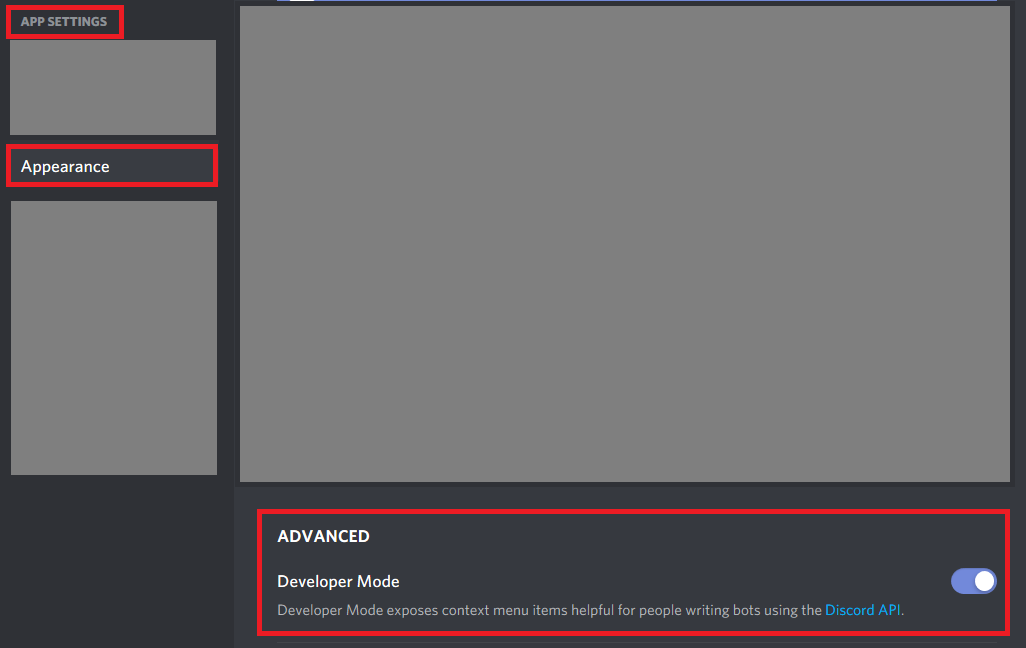 APP SETTINGS
Appearance
ADVANCED
Developer Mode
Developer Mode exposes context menu items helpful for people writing bots using the Discord API.